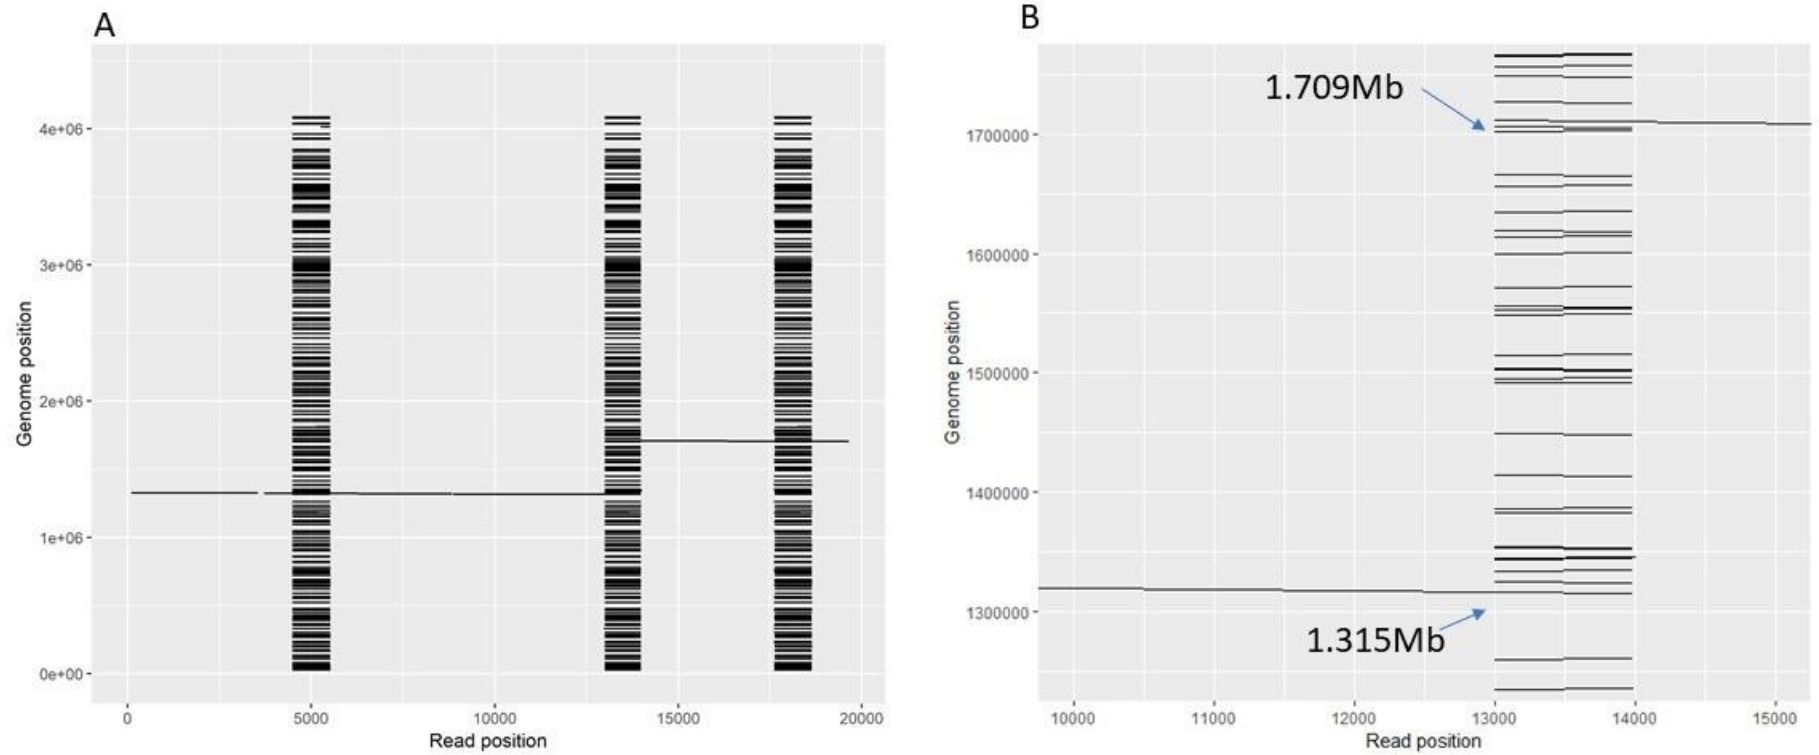 A
Genome position
4e+06
3e+06
2e+06
1e+06
0e+00
0 5000 10000 15000 20000
Read position
B
1.709Mb
Genome position
1700000
1600000
1500000
1400000
1300000
1.315Mb
10000 11000 12000 13000 14000 15000
Read position